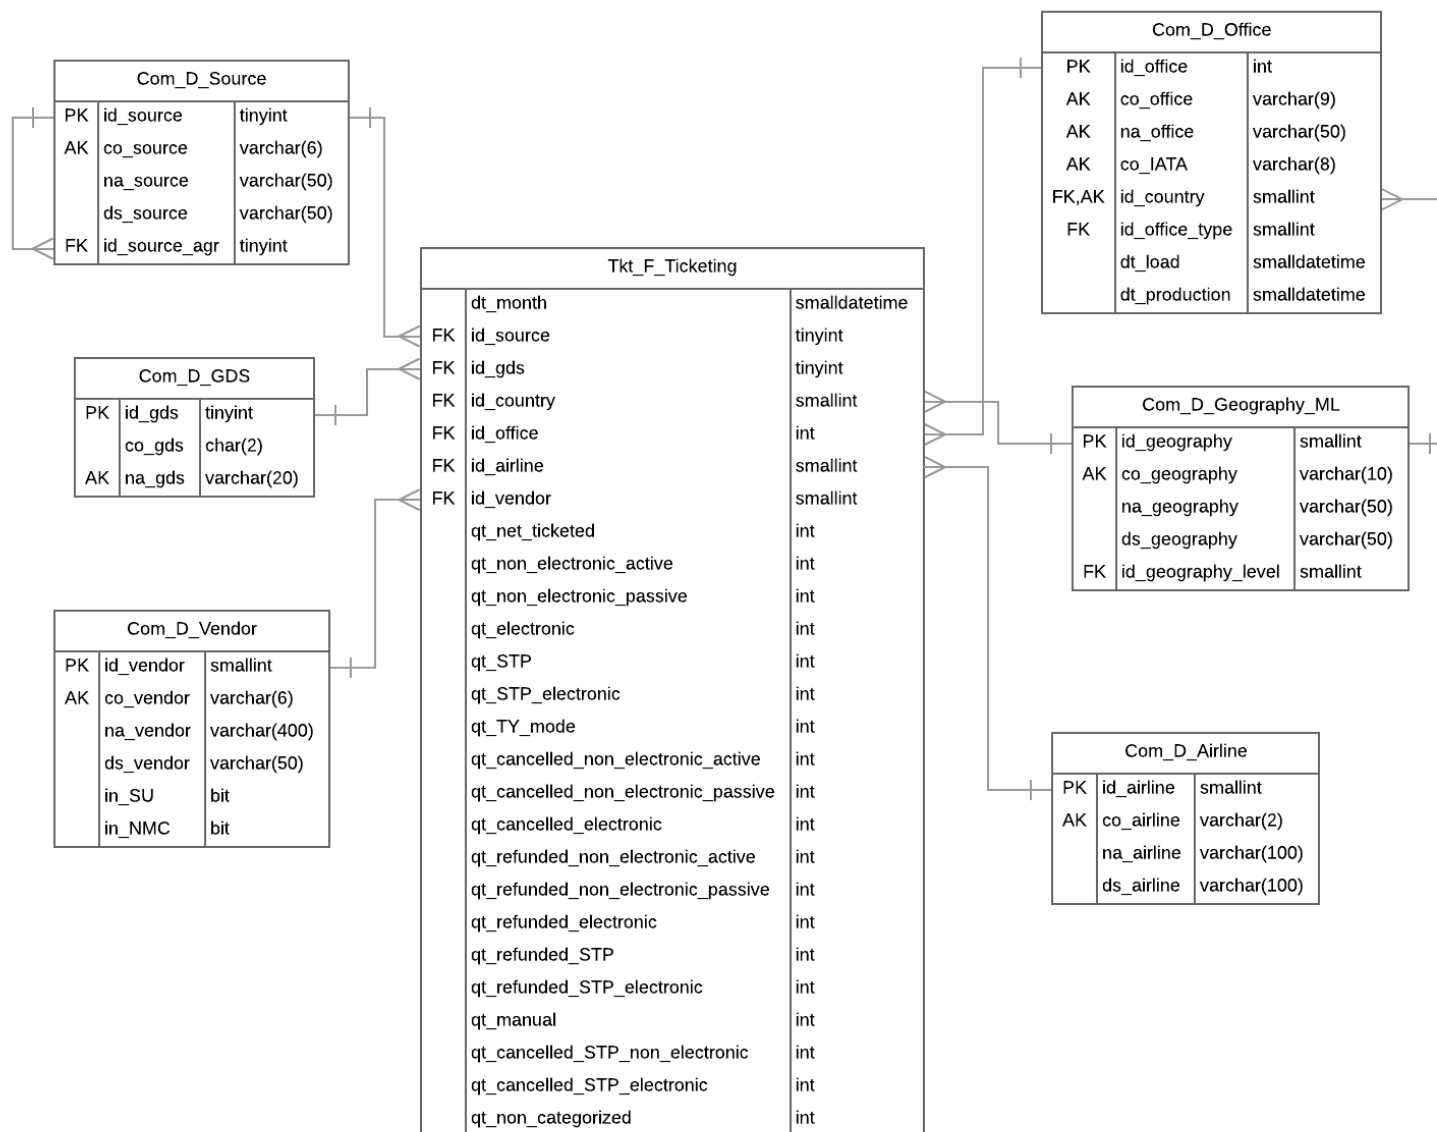 Com_D_Source
PK id_source tinyint
AK co_source varchar(6)
na_source varchar(50)
ds_source varchar(50)
FK id_source_agr tinyint
Com_D_GDS
PK id_gds tinyint
co_gds char(2)
AK na_gds varchar(20)
Com_D_Vendor
PK id_vendor smallint
AK co_vendor varchar(6)
na_vendor varchar(400)
ds_vendor varchar(50)
in_SU bit
in_NMC bit
Tkt_F_Ticketing
dt_month smalldatetime
FK id_source tinyint
FK id_gds tinyint
FK id_country smallint
FK id_office int
FK id_airline smallint
FK id_vendor smallint
qt_net_ticketed int
qt_non_electronic_active int
qt_non_electronic_passive int
qt_electronic int
qt_STP int
qt_STP_electronic int
qt_TY_mode int
qt_cancelled_non_electronic_active int
qt_cancelled_non_electronic_passive int
qt_cancelled_electronic int
qt_refunded_non_electronic_active int
qt_refunded_non_electronic_passive int
qt_refunded_electronic int
qt_refunded_STP int
qt_refunded_STP_electronic int
qt_manual int
qt_cancelled_STP_non_electronic int
qt_cancelled_STP_electronic int
qt_non_categorized int
Com_D_Office
PK id_office int
AK co_office varchar(9)
AK na_office varchar(50)
AK co_IATA varchar(8)
FK,AK id_country smallint
FK id_office_type smallint
dt_load smalldatetime
dt_production smalldatetime
Com_D_Geography_ML
PK id_geography smallint
AK co_geography varchar(10)
na_geography varchar(50)
ds_geography varchar(50)
FK id_geography_level smallint
Com_D_Airline
PK id_airline smallint
AK co_airline varchar(2)
na_airline varchar(100)
ds_airline varchar(100)